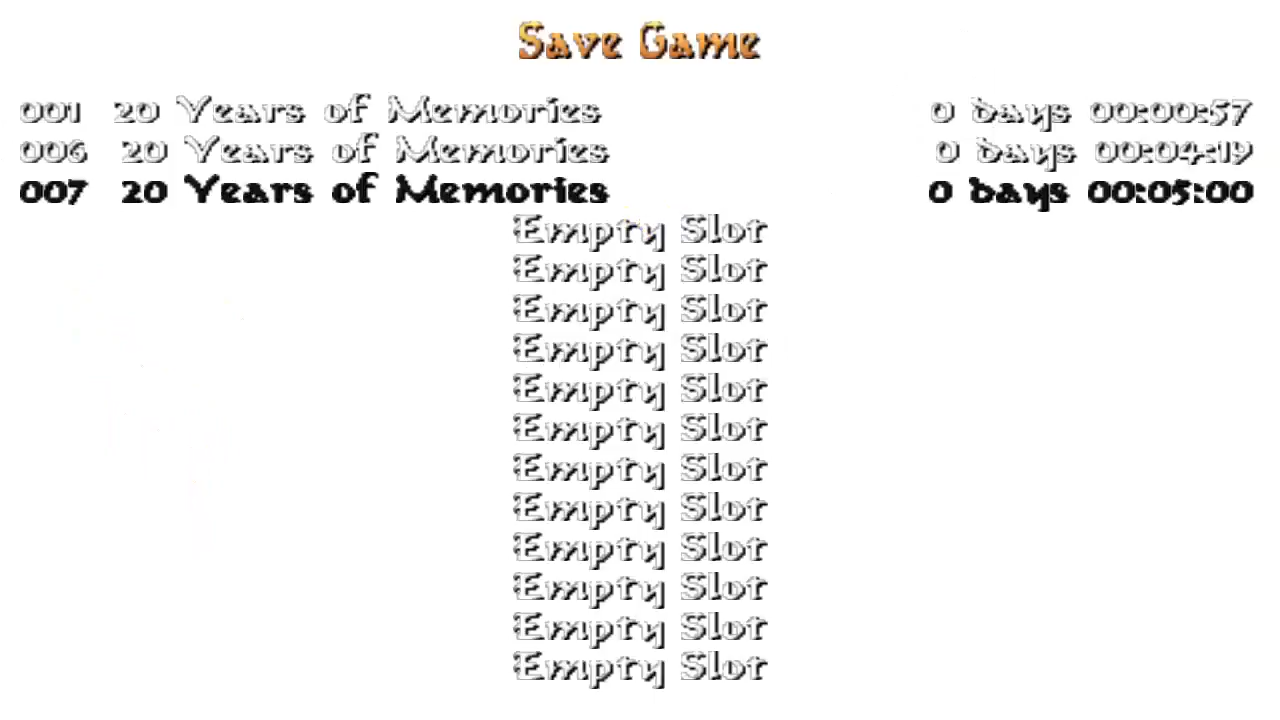 Save Game
001 20 Years of Memories 0 days 00:00:57
006 20 Years of Memories 0 days 00:04:19
007 20 Years of Memories 0 days 00:05:00
Empty Slot
Empty Slot
Empty Slot
Empty Slot
Empty Slot
Empty Slot
Empty Slot
Empty Slot
Empty Slot
Empty Slot
Empty Slot
Empty Slot